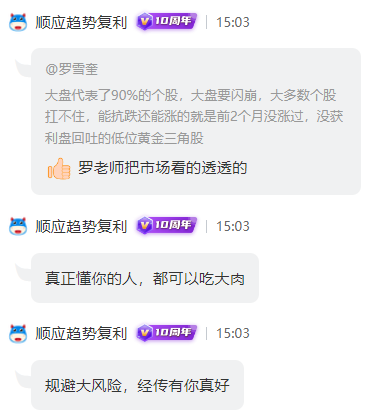 顺应趋势复利 V 10周年 15:03
@罗雪奎
大盘代表了90%的个股，大盘要闪崩，大多数个股
扛不住，能抗跌还能涨的就是前2个月没涨过，没获
利盘回吐的低位黄金三角股
罗老师把市场看的透透的
顺应趋势复利 V 10周年 15:03
真正懂你的人，都可以吃大肉
顺应趋势复利 V 10周年 15:03
规避大风险，经传有你真好